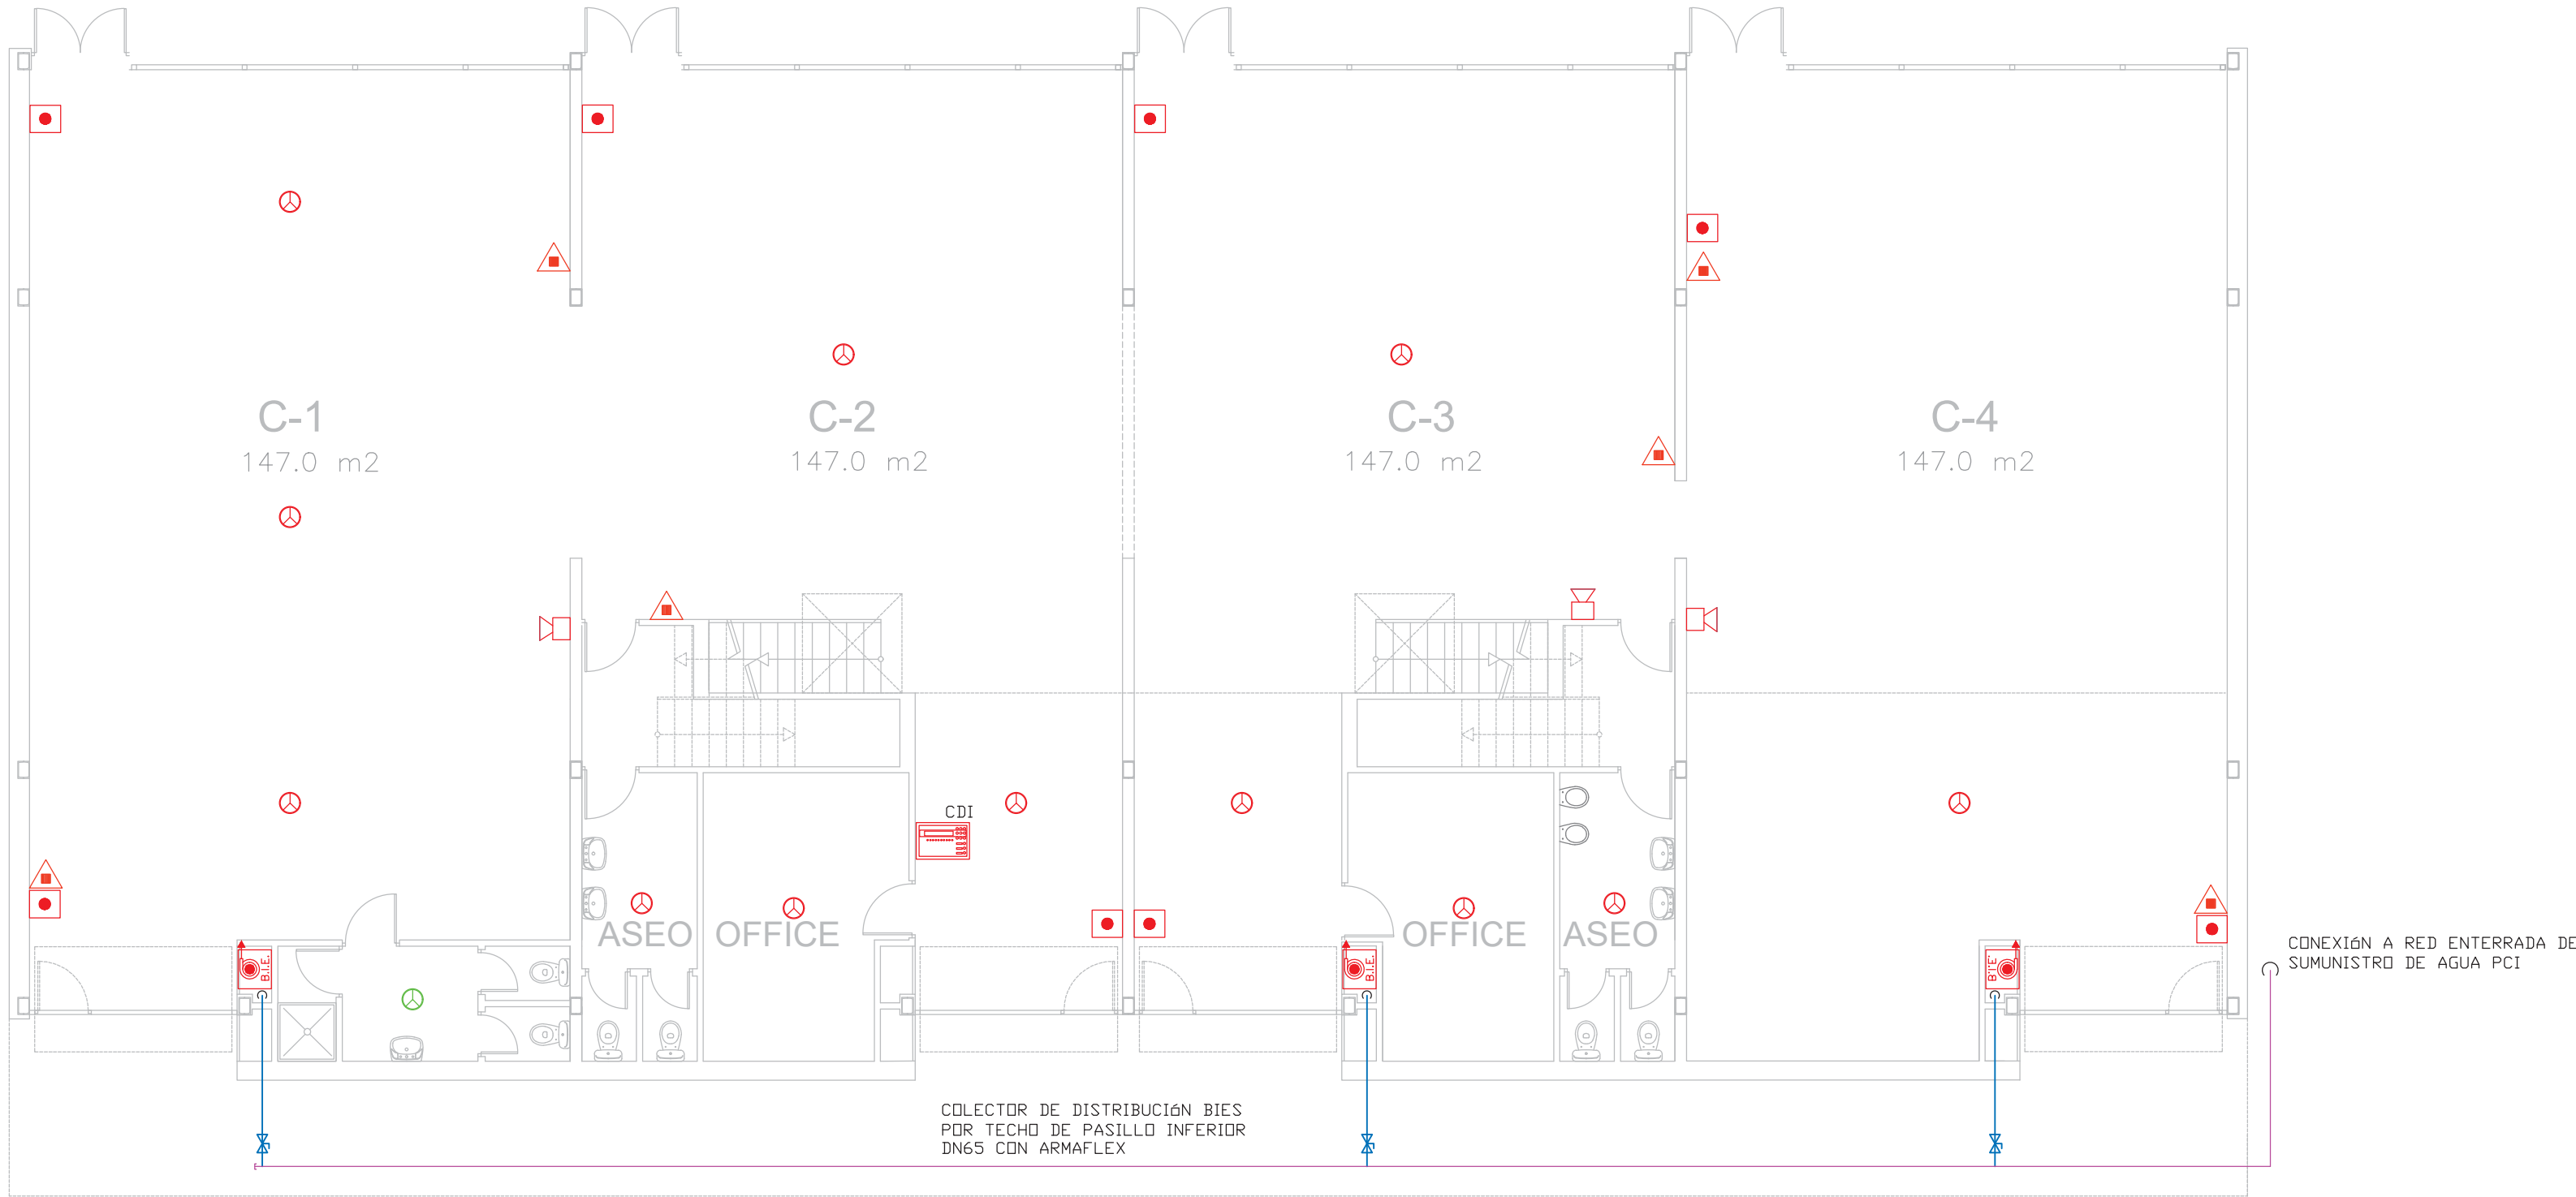 C-1
147.0 m2
C-2
147.0 m2
C-3
147.0 m2
C-4
147.0 m2
CDI
ASEO
OFFICE
OFFICE
ASEO
B.I.E.
B.I.E.
B.I.E.
CONEXIóN A RED ENTERRADA DE
SUMUNISTRO DE AGUA PCI
COLECTOR DE DISTRIBUCIóN BIES
POR TECHO DE PASILLO INFERIOR
DN65 CON ARMAFLEX